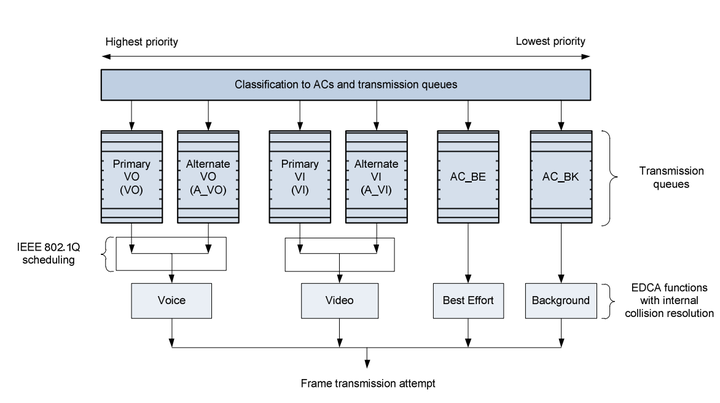 Highest priority
Lowest priority
Classification to ACs and transmission queues
Primary
VO
(VO)
Alternate
VO
(A_VO)
Primary
VI
(VI)
Alternate
VI
(A_VI)
AC_BE
AC_BK
Transmission
queues
IEEE 802.1Q
scheduling
Voice
Video
Best Effort
Background
EDCA functions
with internal
collision resolution
Frame transmission attempt